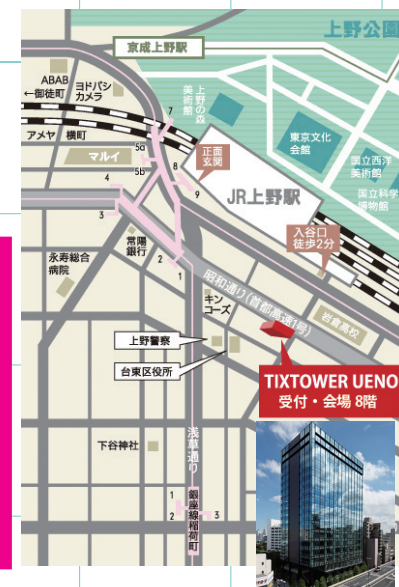 上野公園
京成上野駅
ABAB
←御徒町
ヨドバシ
カメラ
上野の森
美術館
7
アメヤ横町
5a
マルイ
5b
8
正面
玄関
東京文化
会館
国立西洋
美術館
4
9
JR上野駅
国立科学
博物館
3
入谷口
徒歩2分
常陽
銀行
2
1
永寿総合
病院
昭和通り(首都高速1号)
キン
コーズ
岩倉高校
上野警察
台東区役所
TIXTOWER UENO
受付・会場 8階
下谷神社
浅草通り
1
2
銀座線稲荷町
3